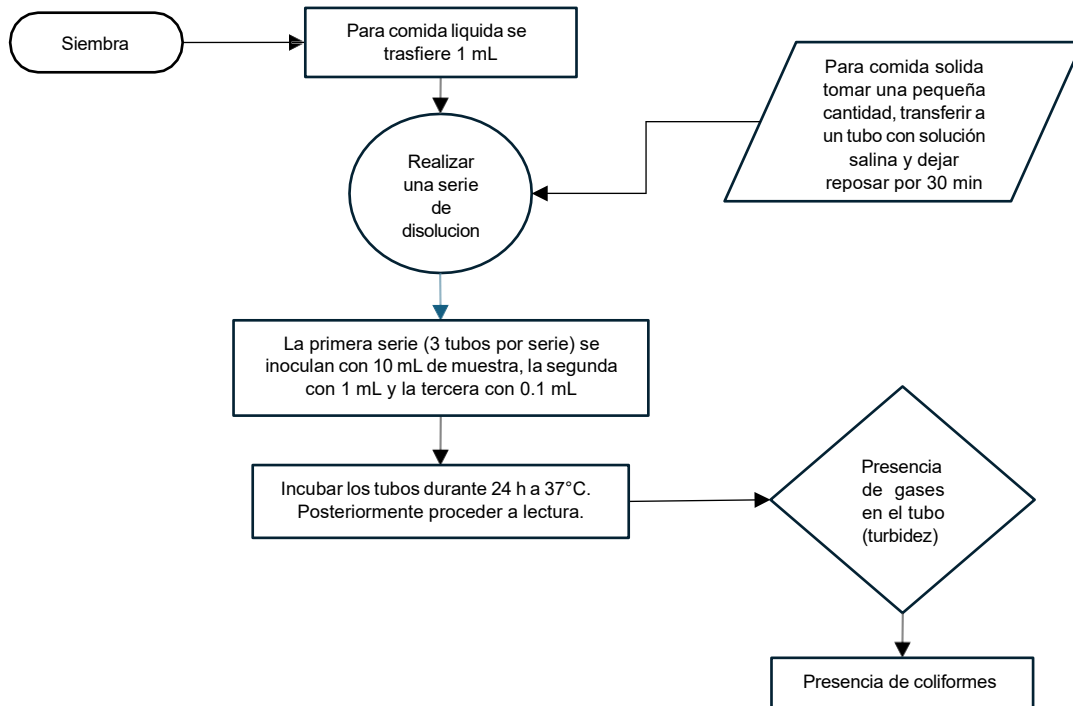 Siembra
Para comida liquida se
trasfiere 1 mL
Para comida solida
tomar una pequeña
cantidad, transferir a
un tubo con solución
salina y dejar
reposar por 30 min
Realizar
una serie
de
disolucion
La primera serie (3 tubos por serie) se
inoculan con 10 mL de muestra, la segunda
con 1 mL y la tercera con 0.1 mL
Incubar los tubos durante 24 h a 37°C.
Posteriormente proceder a lectura.
Presencia
de gases
en el tubo
(turbidez)
Presencia de coliformes